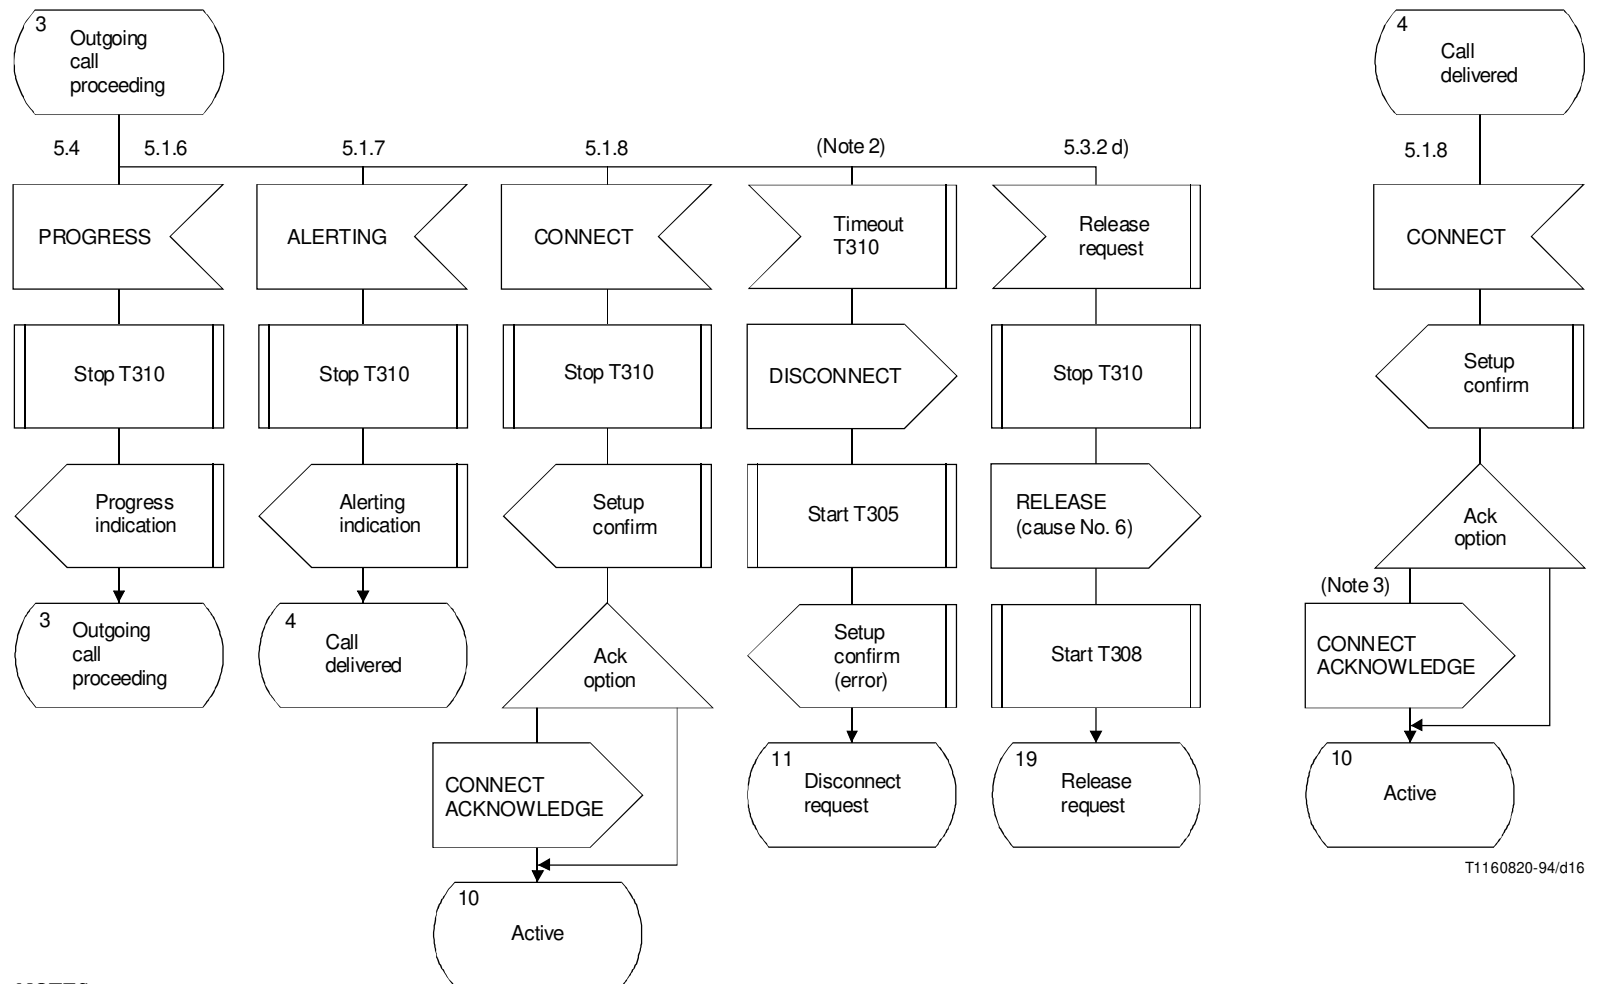 3
Outgoing
call
proceeding
4
Call
delivered
5.4
5.1.6
5.1.7
5.1.8
(Note 2)
5.3.2 d)
5.1.8
PROGRESS
ALERTING
CONNECT
Timeout
T310
Release
request
CONNECT
Stop T310
Stop T310
Stop T310
DISCONNECT
Stop T310
Setup
confirm
Progress
indication
Alerting
indication
Setup
confirm
Start T305
RELEASE
(cause No. 6)
Ack
option
(Note 3)
3
Outgoing
call
proceeding
4
Call
delivered
Ack
option
Setup
confirm
(error)
Start T308
CONNECT
ACKNOWLEDGE
CONNECT
ACKNOWLEDGE
11
Disconnect
request
19
Release
request
10
Active
T1160820-94/d16
10
Active